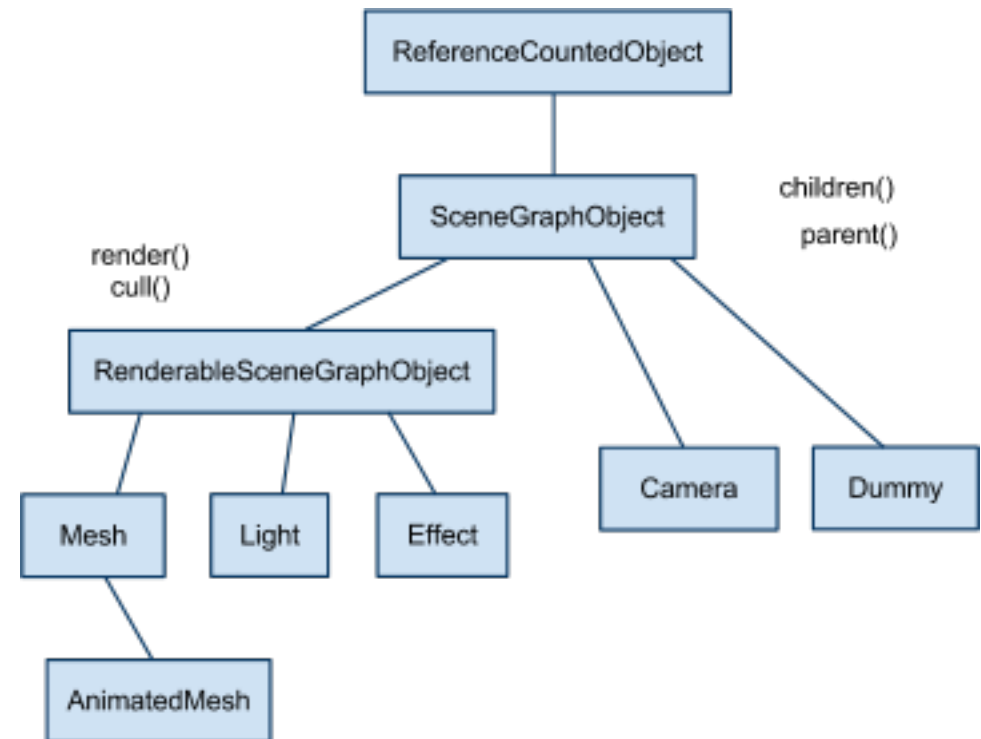 ReferenceCountedObject
SceneGraphObject
children()
parent()
render()
cull()
RenderableSceneGraphObject
Camera
Dummy
Mesh
Light
Effect
AnimatedMesh